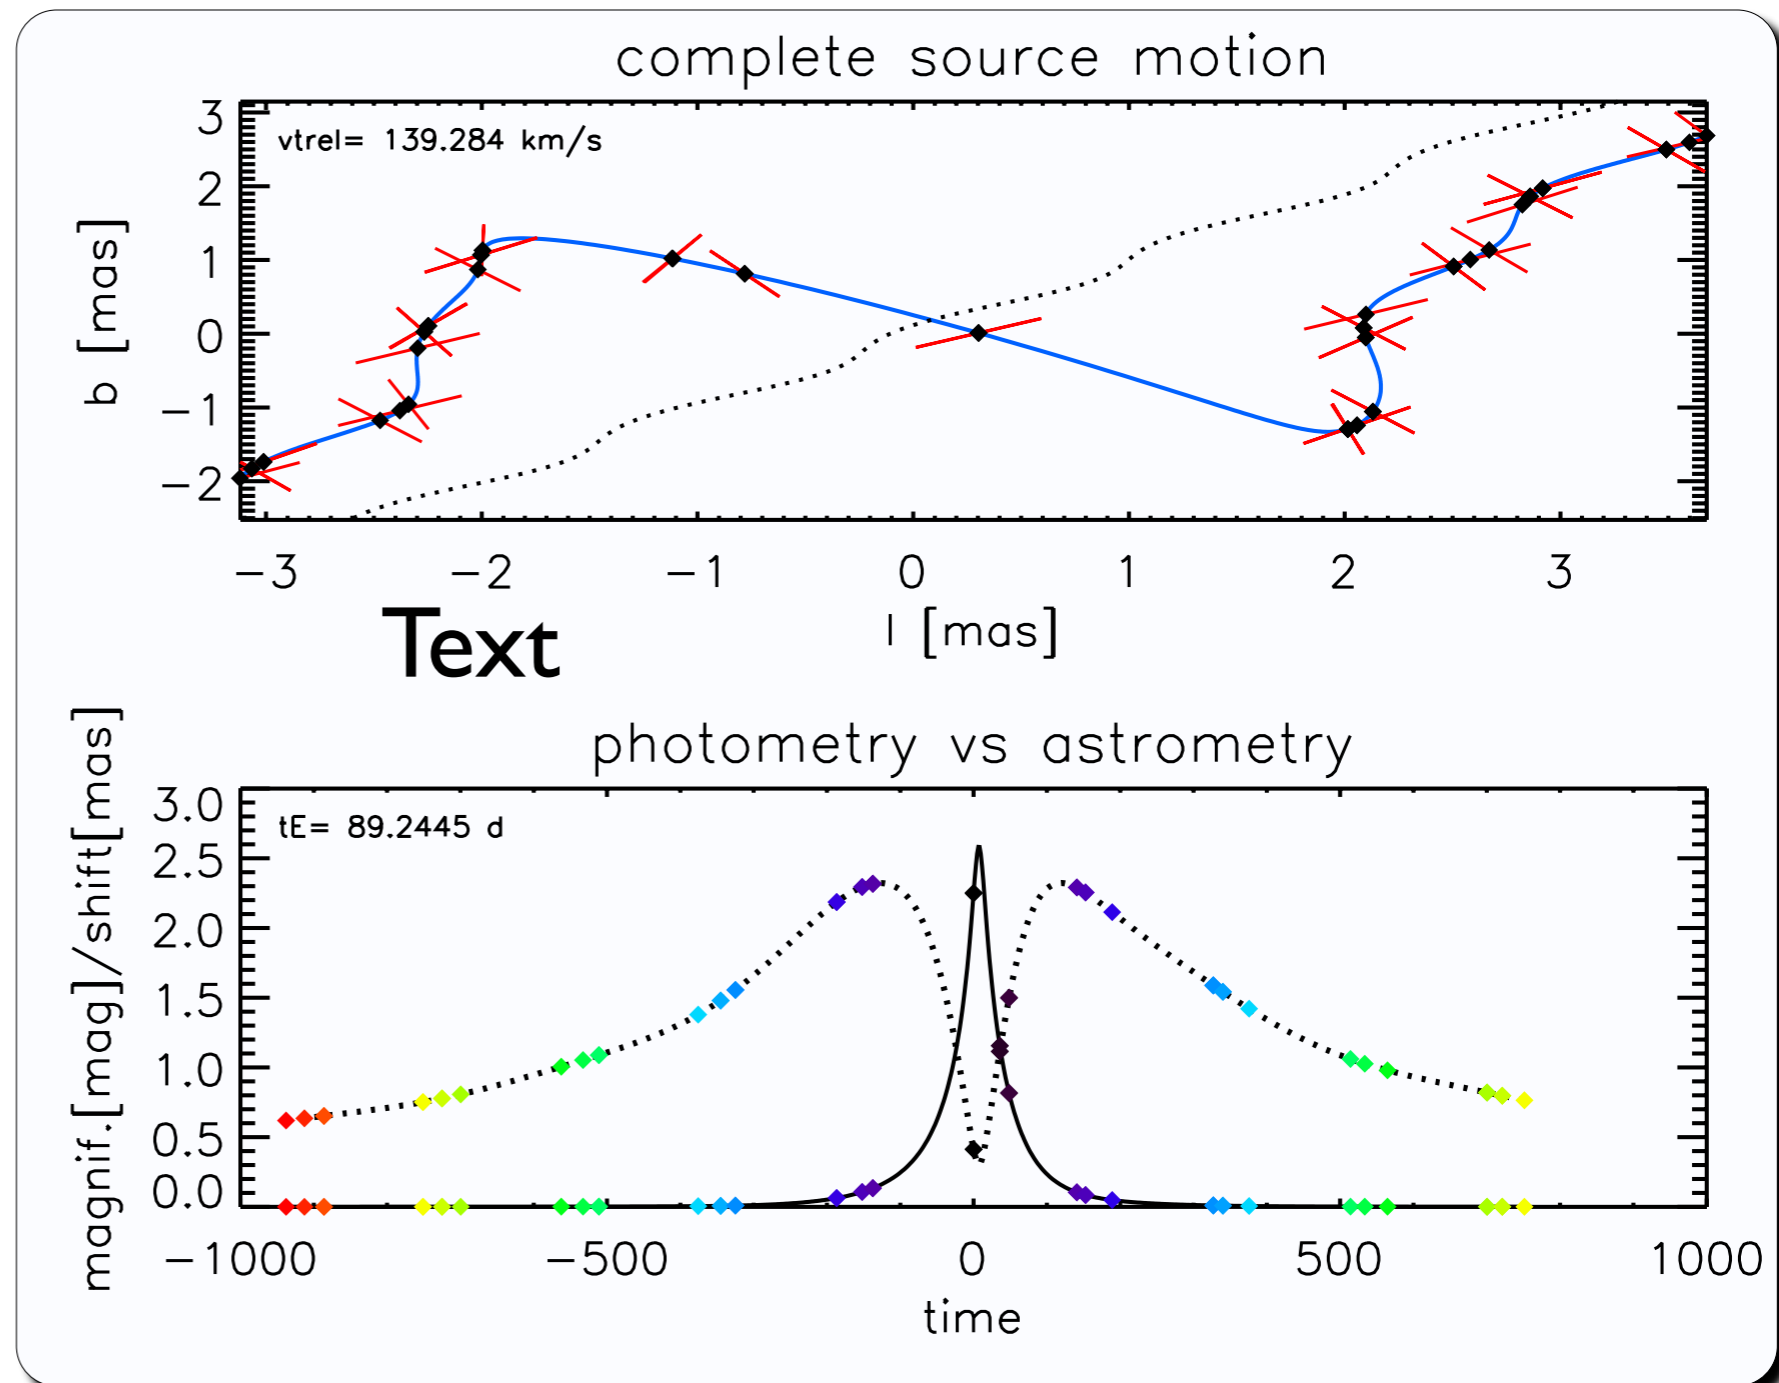 complete source motion
vtrel= 139.284 km/s
b [mas]
3
2
1
0
−1
−2
−3 −2 −1 0 1 2 3
l [mas]
Text
photometry vs astrometry
tE= 89.2445 d
magnif.[mag]/shift[mas]
3.0
2.5
2.0
1.5
1.0
0.5
0.0
−1000 −500 0 500 1000
time